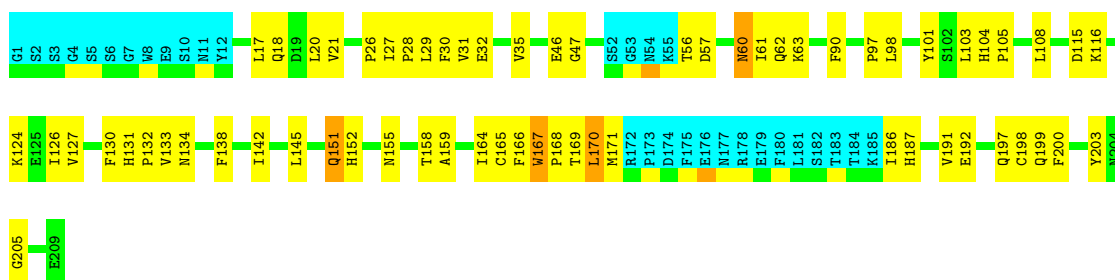 G1 S2 S3 G4 S5 S6 G7 W8 E9 S10 N11 Y12 L17 Q18 D19 L20 V21 P26 I27 P28 L29 F30 V31 E32 V35 E46 G47 S52 G53 N54 K55 T56 D57 N60 I61 Q62 K63 F90 P97 L98 Y101 S102 L103 H104 P105 L108 D115 K116
K124 E125 I126 V127 F130 H131 P132 V133 N134 F138 I142 L145 Q151 H152 N155 T158 A159 I164 C165 F166 W167 P168 T169 L170 M171 R172 P173 D174 F175 E176 N177 R178 E179 F180 L181 S182 T183 T184 K185 I186 H187 V191 E192 Q197 C198 Q199 F200 Y203 N204
G205 E209